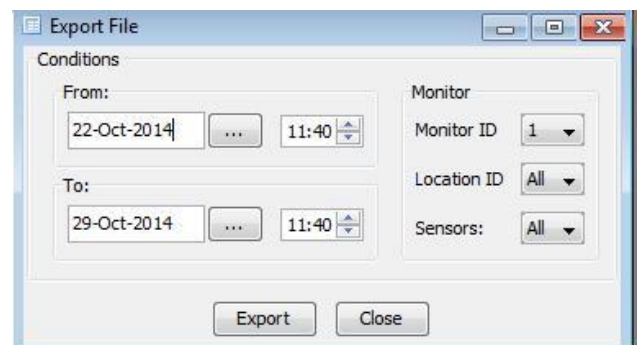 Export File
Conditions
From:
22-Oct-2014 ... 11:40
To:
29-Oct-2014 ... 11:40
Monitor
Monitor ID 1
Location ID All
Sensors: All
Export Close